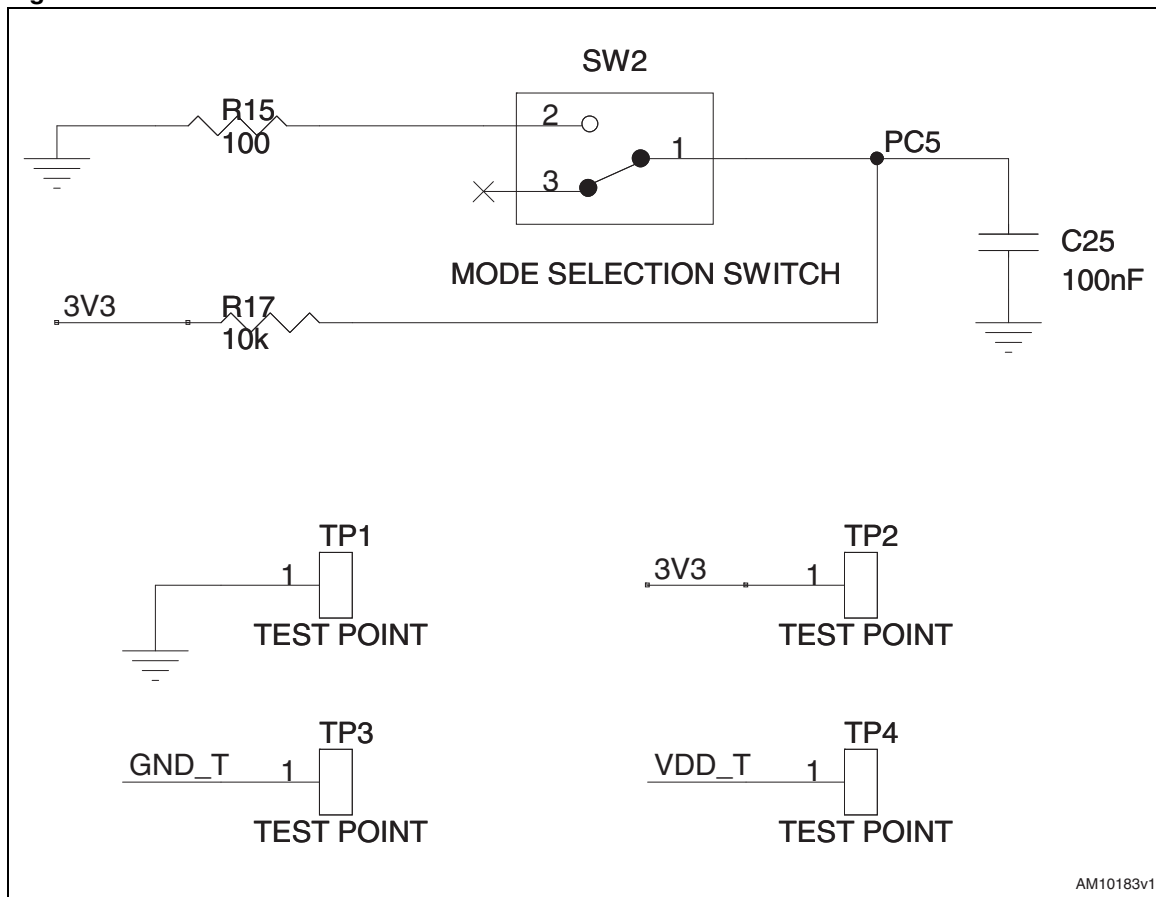 SW2
R15
100
2
1
3
PC5
MODE SELECTION SWITCH
C25
100nF
3V3
R17
10k
TP1
1
TEST POINT
TP2
3V3
1
TEST POINT
TP3
GND_T
1
TEST POINT
TP4
VDD_T
1
TEST POINT
AM10183v1